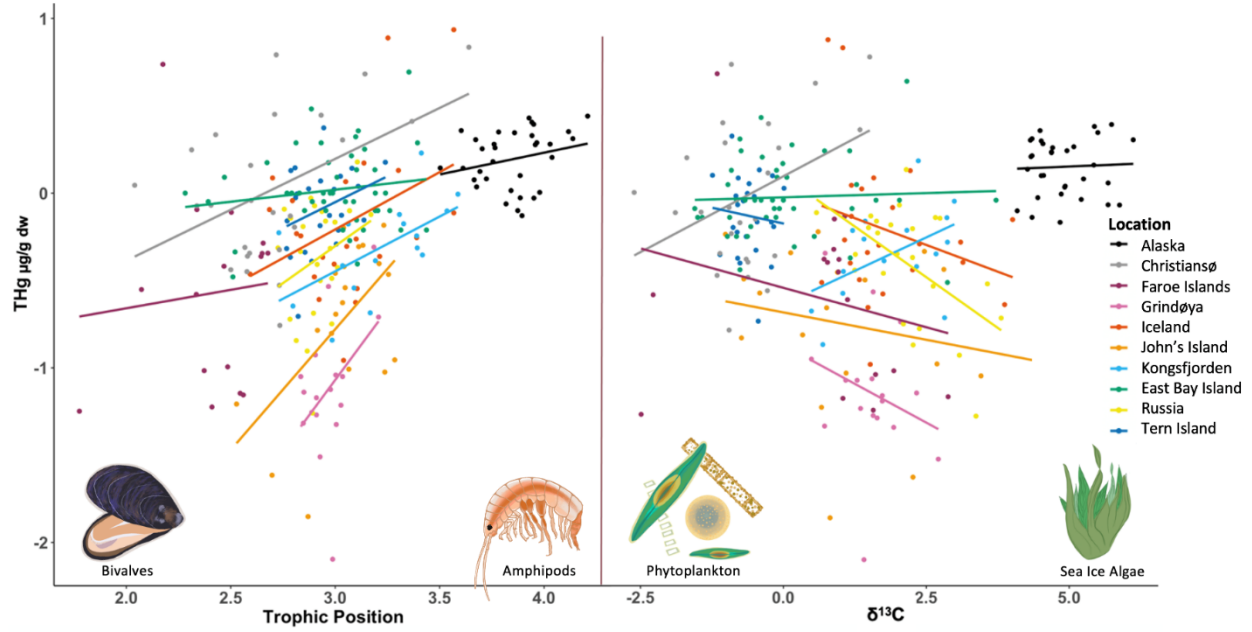 THg µg/g dw
1
0
-1
-2
Bivalves
Amphipods
Phytoplankton
Sea Ice Algae
2.0 2.5 3.0 3.5 4.0
-2.5 0.0 2.5 5.0
Trophic Position
δ¹³C
Location
Alaska
Christiansø
Faroe Islands
Grindøya
Iceland
John's Island
Kongsfjorden
East Bay Island
Russia
Tern Island